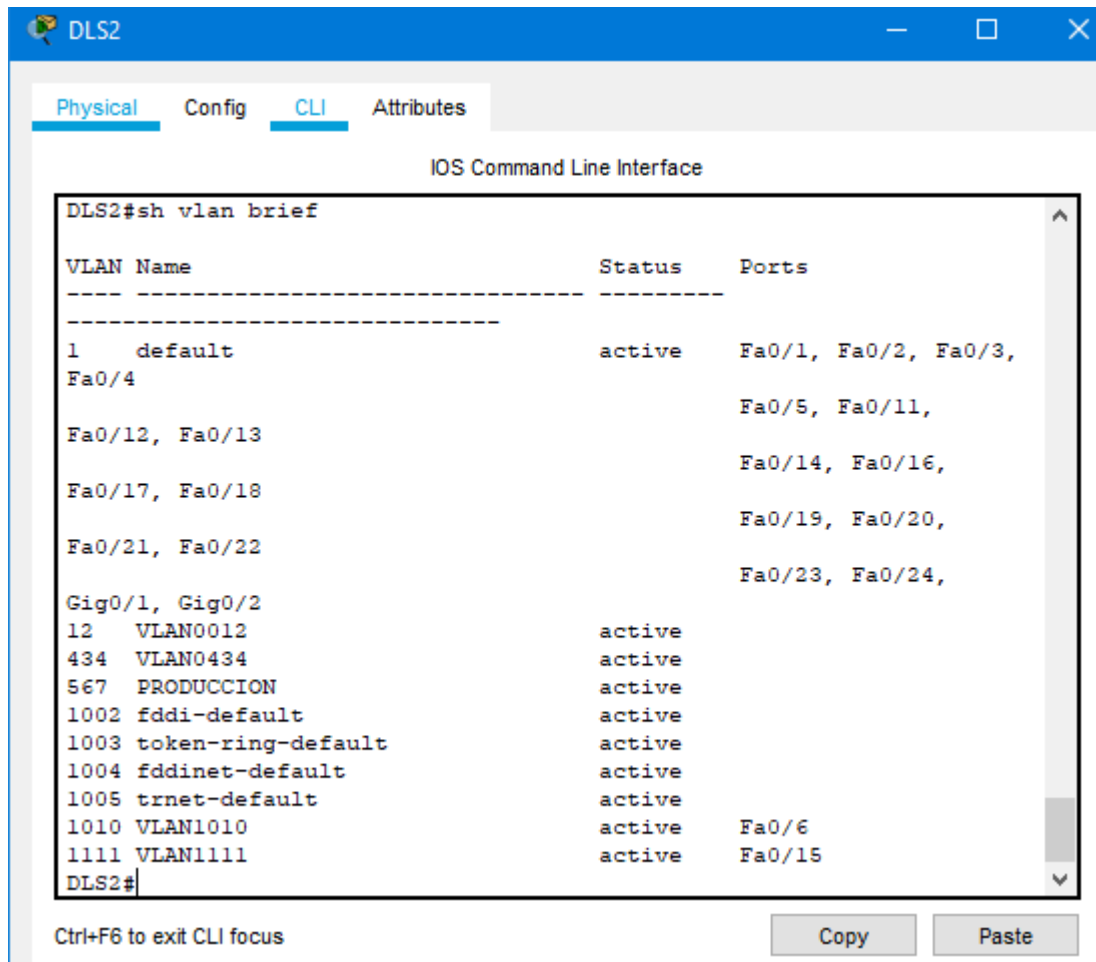 DLS2
Physical Config CLI Attributes
IOS Command Line Interface
DLS2#sh vlan brief
VLAN Name                             Status    Ports
---- -------------------------------- ---------
-------------------------------
1    default                          active    Fa0/1, Fa0/2, Fa0/3,
Fa0/4
                                                Fa0/5, Fa0/11,
Fa0/12, Fa0/13
                                                Fa0/14, Fa0/16,
Fa0/17, Fa0/18
                                                Fa0/19, Fa0/20,
Fa0/21, Fa0/22
                                                Fa0/23, Fa0/24,
Gig0/1, Gig0/2
12   VLAN0012                         active
434  VLAN0434                         active
567  PRODUCCION                       active
1002 fddi-default                     active
1003 token-ring-default               active
1004 fddinet-default                  active
1005 trnet-default                    active
1010 VLAN1010                         active    Fa0/6
1111 VLAN1111                         active    Fa0/15
DLS2#
Ctrl+F6 to exit CLI focus Copy Paste